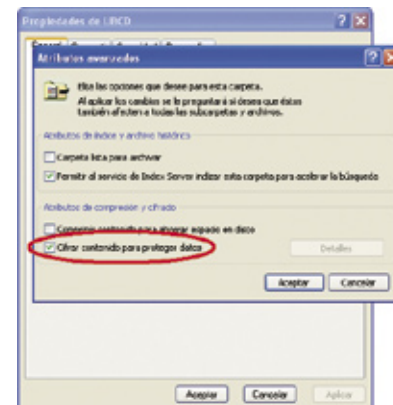 Propiedades de UBCD
General
Atributos avanzados
Elija las opciones que desee para esta carpeta.
Al aplicar los cambios se le preguntará si desea que éstos
también afecten a todas las subcarpetas y archivos.
Atributos de índice y archivo histórico
Carpeta lista para archivar
Permitir al servicio de Index Server indizar esta carpeta para acelerar la búsqueda
Atributos de compresión y cifrado
Comprimir contenido para ahorrar espacio en disco
Cifrar contenido para proteger datos
Detalles
Aceptar
Cancelar
Aceptar
Cancelar
Aplicar